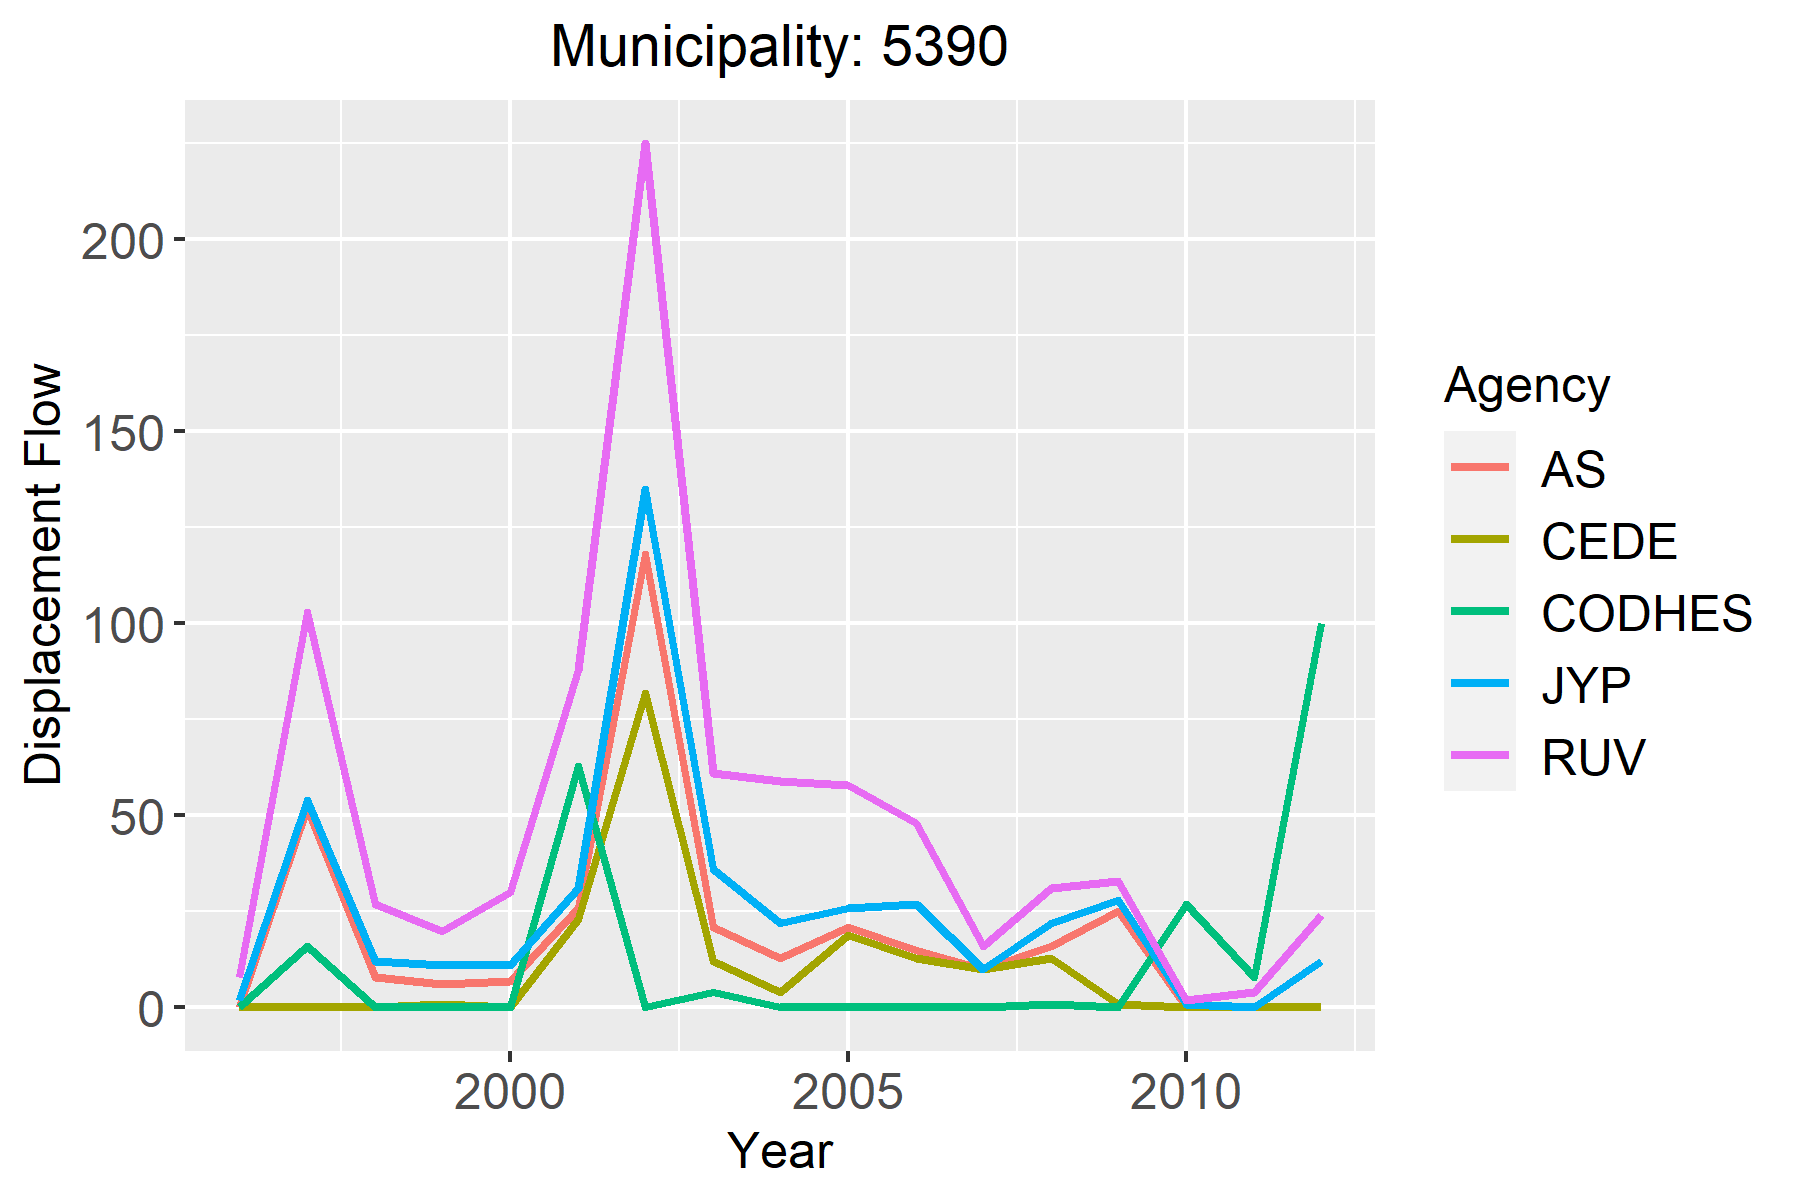 Municipality: 5390
Displacement Flow
200
150
100
50
0
2000 2005 2010
Year
Agency
AS
CEDE
CODHES
JYP
RUV